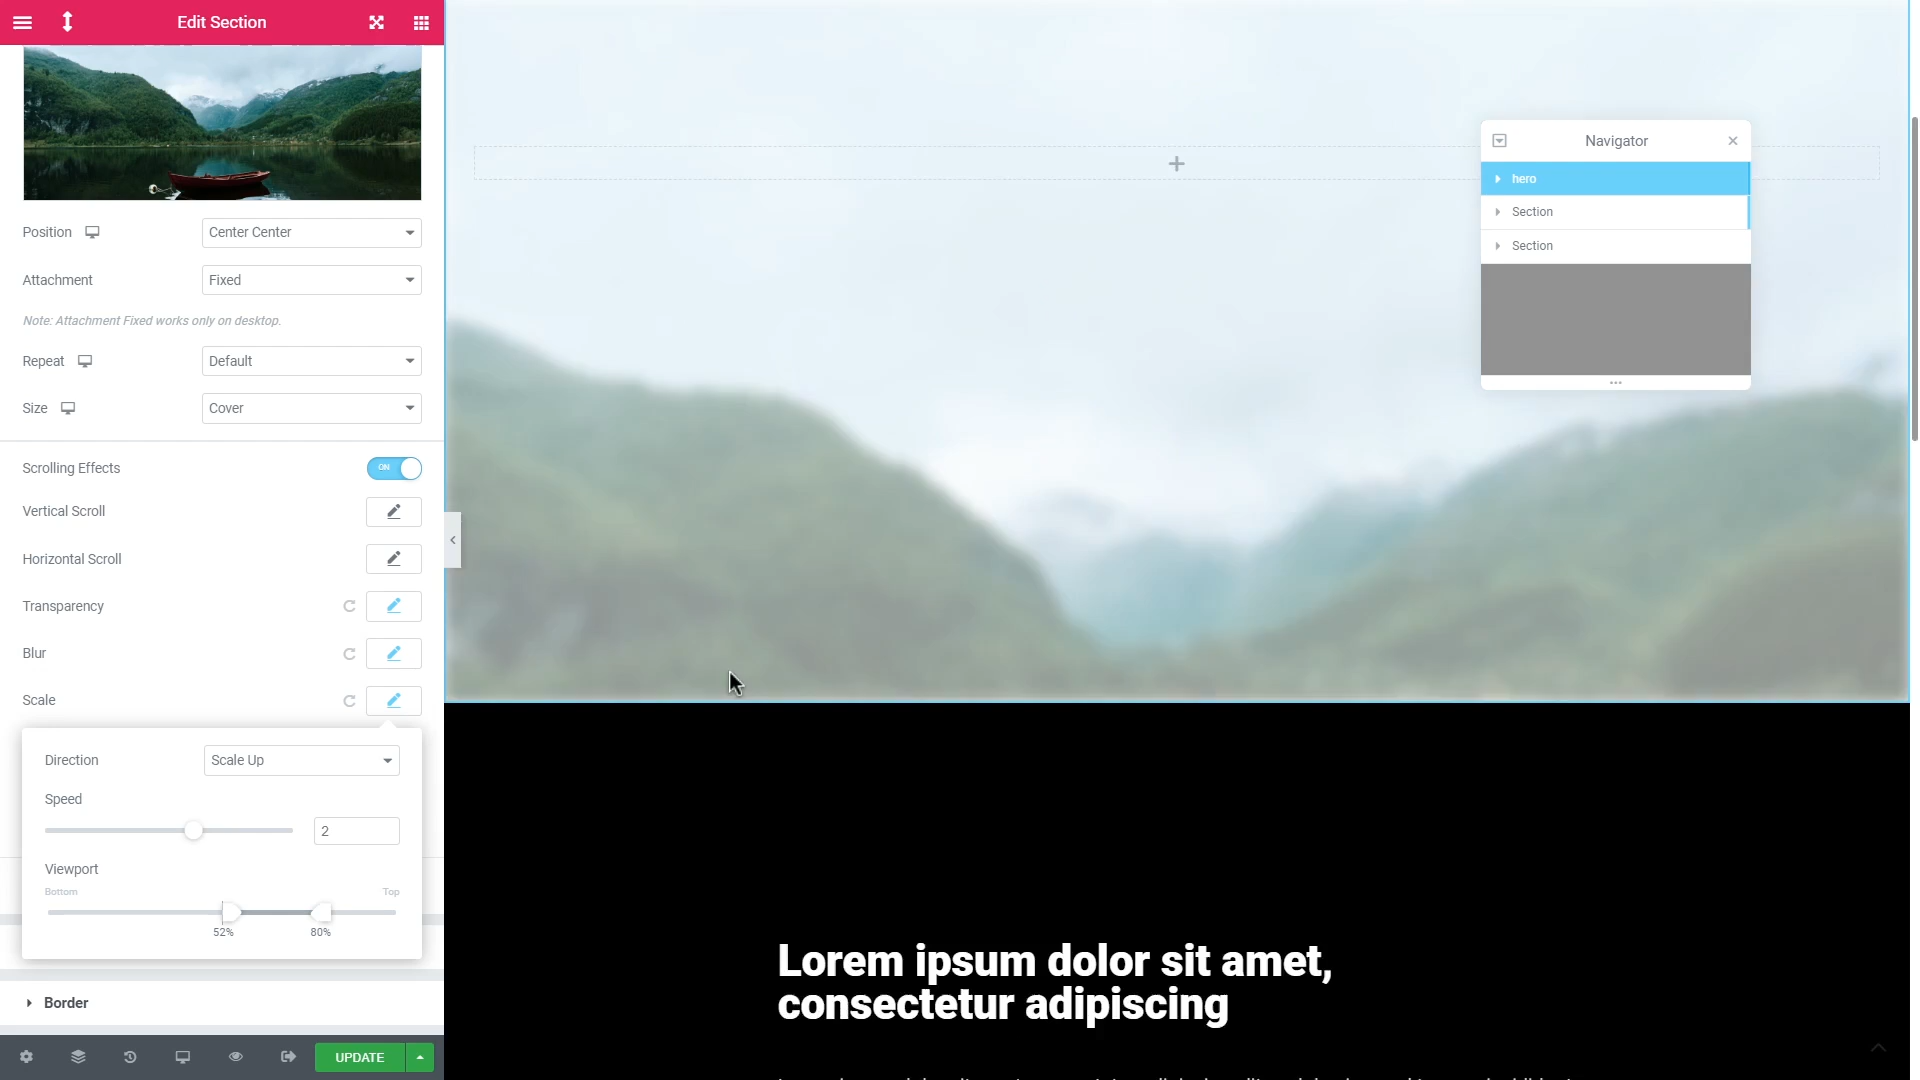 Edit Section
Position
Center Center
Attachment
Fixed
Note: Attachment Fixed works only on desktop.
Repeat
Default
Size
Cover
Scrolling Effects
ON
Vertical Scroll
Horizontal Scroll
Transparency
Blur
Scale
Direction
Scale Up
Speed
2
Viewport
Bottom
Top
52%
80%
Border
UPDATE
Navigator
hero
Section
Section
Lorem ipsum dolor sit amet,
consectetur adipiscing